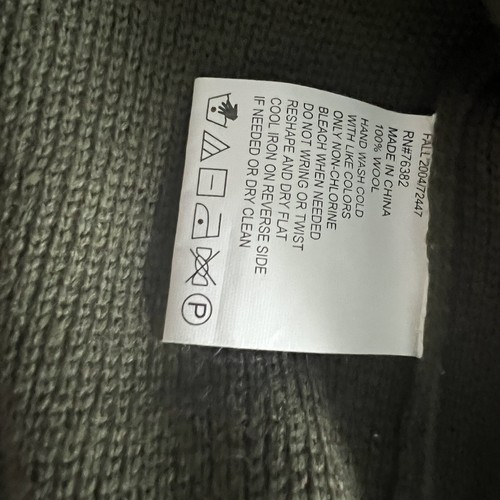 FALL 2004/72447
RN#76382
MADE IN CHINA
100% WOOL
HAND WASH COLD
WITH LIKE COLORS
ONLY NON-CHLORINE
BLEACH WHEN NEEDED
DO NOT WRING OR TWIST
RESHAPE AND DRY FLAT
COOL IRON ON REVERSE SIDE
IF NEEDED OR DRY CLEAN
P